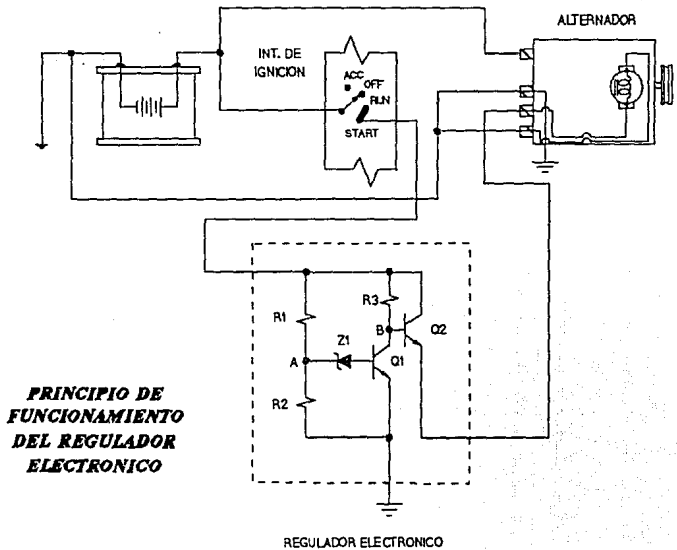 ALTERNADOR
INT. DE
IGNICION
ACC
OFF
RUN
START
R1
R3
B
Q2
Z1
A
Q1
R2
PRINCIPIO DE
FUNCIONAMIENTO
DEL REGULADOR
ELECTRONICO
REGULADOR ELECTRONICO